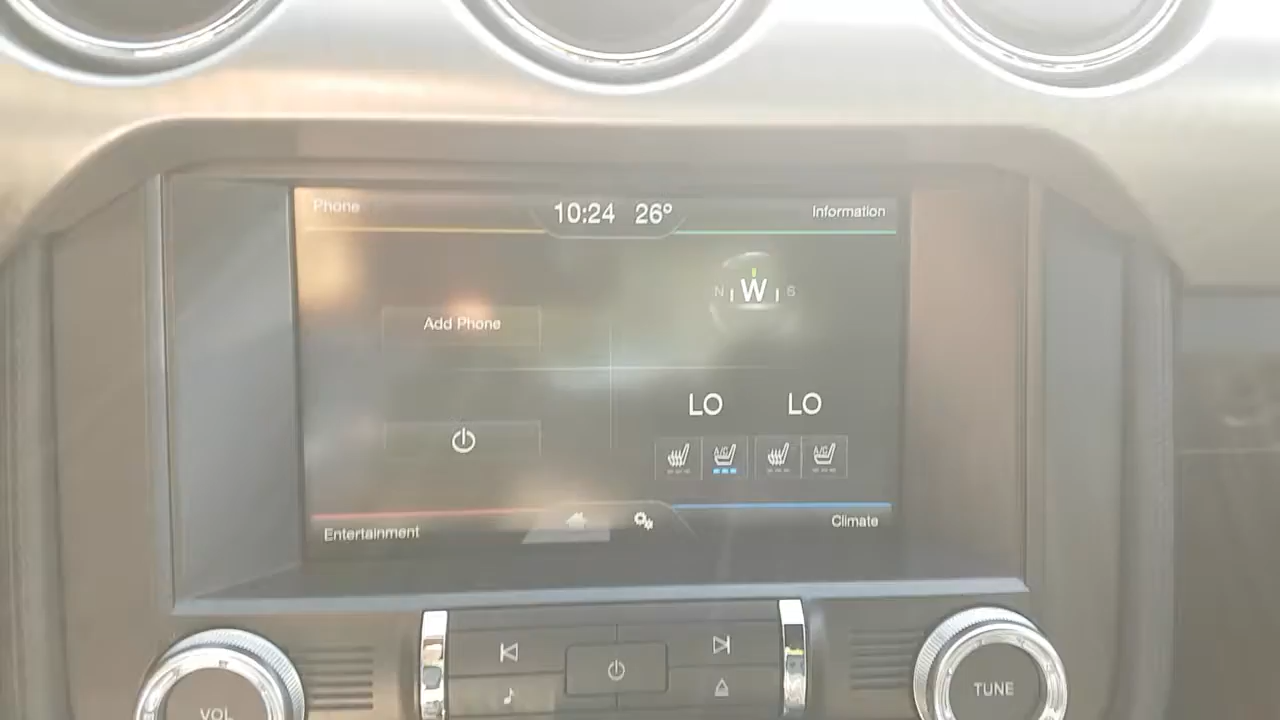 Phone
10:24 26°
Information
N W S
Add Phone
LO LO
A/C A/C
Entertainment
Climate
VOL
TUNE